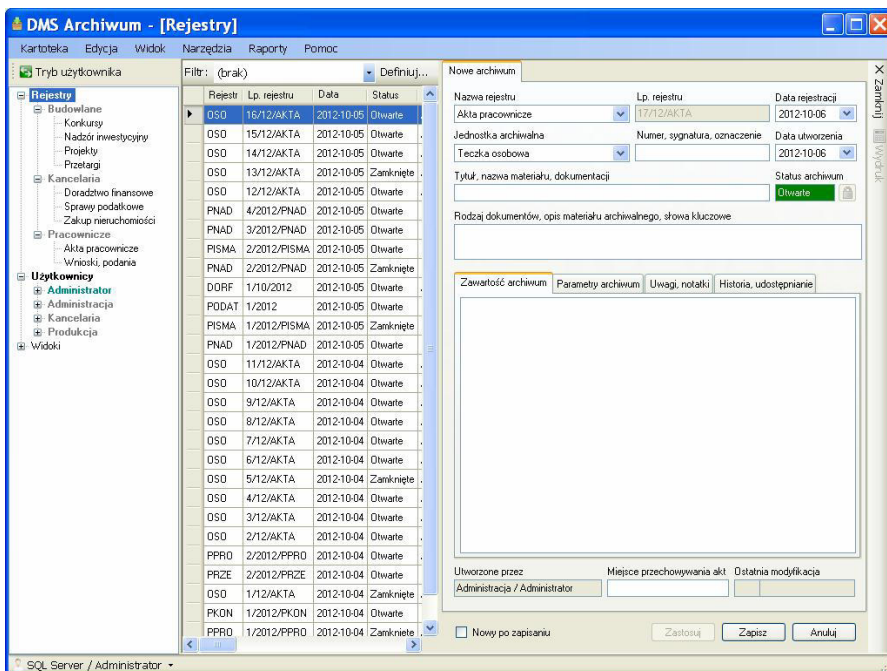 DMS Archiwum - [Rejestry]
Kartoteka Edycja Widok Narzędzia Raporty Pomoc
Tryb użytkownika
Rejestry
Budowlane
Konkursy
Nadzór inwestycyjny
Projekty
Przetargi
Kancelaria
Doradztwo finansowe
Sprawy podatkowe
Zakup nieruchomości
Pracownicze
Akta pracownicze
Wnioski, podania
Użytkownicy
Administrator
Administracja
Kancelaria
Produkcja
Widoki
Filtr: (brak) Definiuj...
Rejestr Lp. rejestru Data Status
OSO 16/12/AKTA 2012-10-05 Otwarte
OSO 15/12/AKTA 2012-10-05 Otwarte
OSO 14/12/AKTA 2012-10-05 Otwarte
OSO 13/12/AKTA 2012-10-05 Zamknięte
OSO 12/12/AKTA 2012-10-05 Otwarte
PNAD 4/2012/PNAD 2012-10-05 Otwarte
PNAD 3/2012/PNAD 2012-10-05 Otwarte
PISMA 2/2012/PISMA 2012-10-05 Otwarte
PNAD 2/2012/PNAD 2012-10-05 Zamknięte
DORF 1/10/2012 2012-10-05 Otwarte
PODAT 1/2012 2012-10-05 Otwarte
PISMA 1/2012/PISMA 2012-10-05 Zamknięte
PNAD 1/2012/PNAD 2012-10-05 Otwarte
OSO 11/12/AKTA 2012-10-04 Otwarte
OSO 10/12/AKTA 2012-10-04 Otwarte
OSO 9/12/AKTA 2012-10-04 Otwarte
OSO 8/12/AKTA 2012-10-04 Otwarte
OSO 7/12/AKTA 2012-10-04 Otwarte
OSO 6/12/AKTA 2012-10-04 Otwarte
OSO 5/12/AKTA 2012-10-04 Zamknięte
OSO 4/12/AKTA 2012-10-04 Otwarte
OSO 3/12/AKTA 2012-10-04 Otwarte
OSO 2/12/AKTA 2012-10-04 Otwarte
PPRO 2/2012/PPRO 2012-10-04 Otwarte
PRZE 2/2012/PRZE 2012-10-04 Otwarte
OSO 1/12/AKTA 2012-10-04 Zamknięte
PKON 1/2012/PKON 2012-10-04 Otwarte
PPRO 1/2012/PPRO 2012-10-04 Zamknięte
Nowe archiwum
Nazwa rejestru Lp. rejestru Data rejestracji
Akta pracownicze 17/12/AKTA 2012-10-06
Jednostka archiwalna Numer, sygnatura, oznaczenie Data utworzenia
Teczka osobowa 2012-10-06
Tytuł, nazwa materiału, dokumentacji Status archiwum
Otwarte
Rodzaj dokumentów, opis materiału archiwalnego, słowa kluczowe
Zawartość archiwum Parametry archiwum Uwagi, notatki Historia, udostępnianie
Utworzone przez Miejsce przechowywania akt Ostatnia modyfikacja
Administracja / Administrator
Nowy po zapisaniu Zastosuj Zapisz Anuluj
Zamknij
Wydruk
SQL Server / Administrator